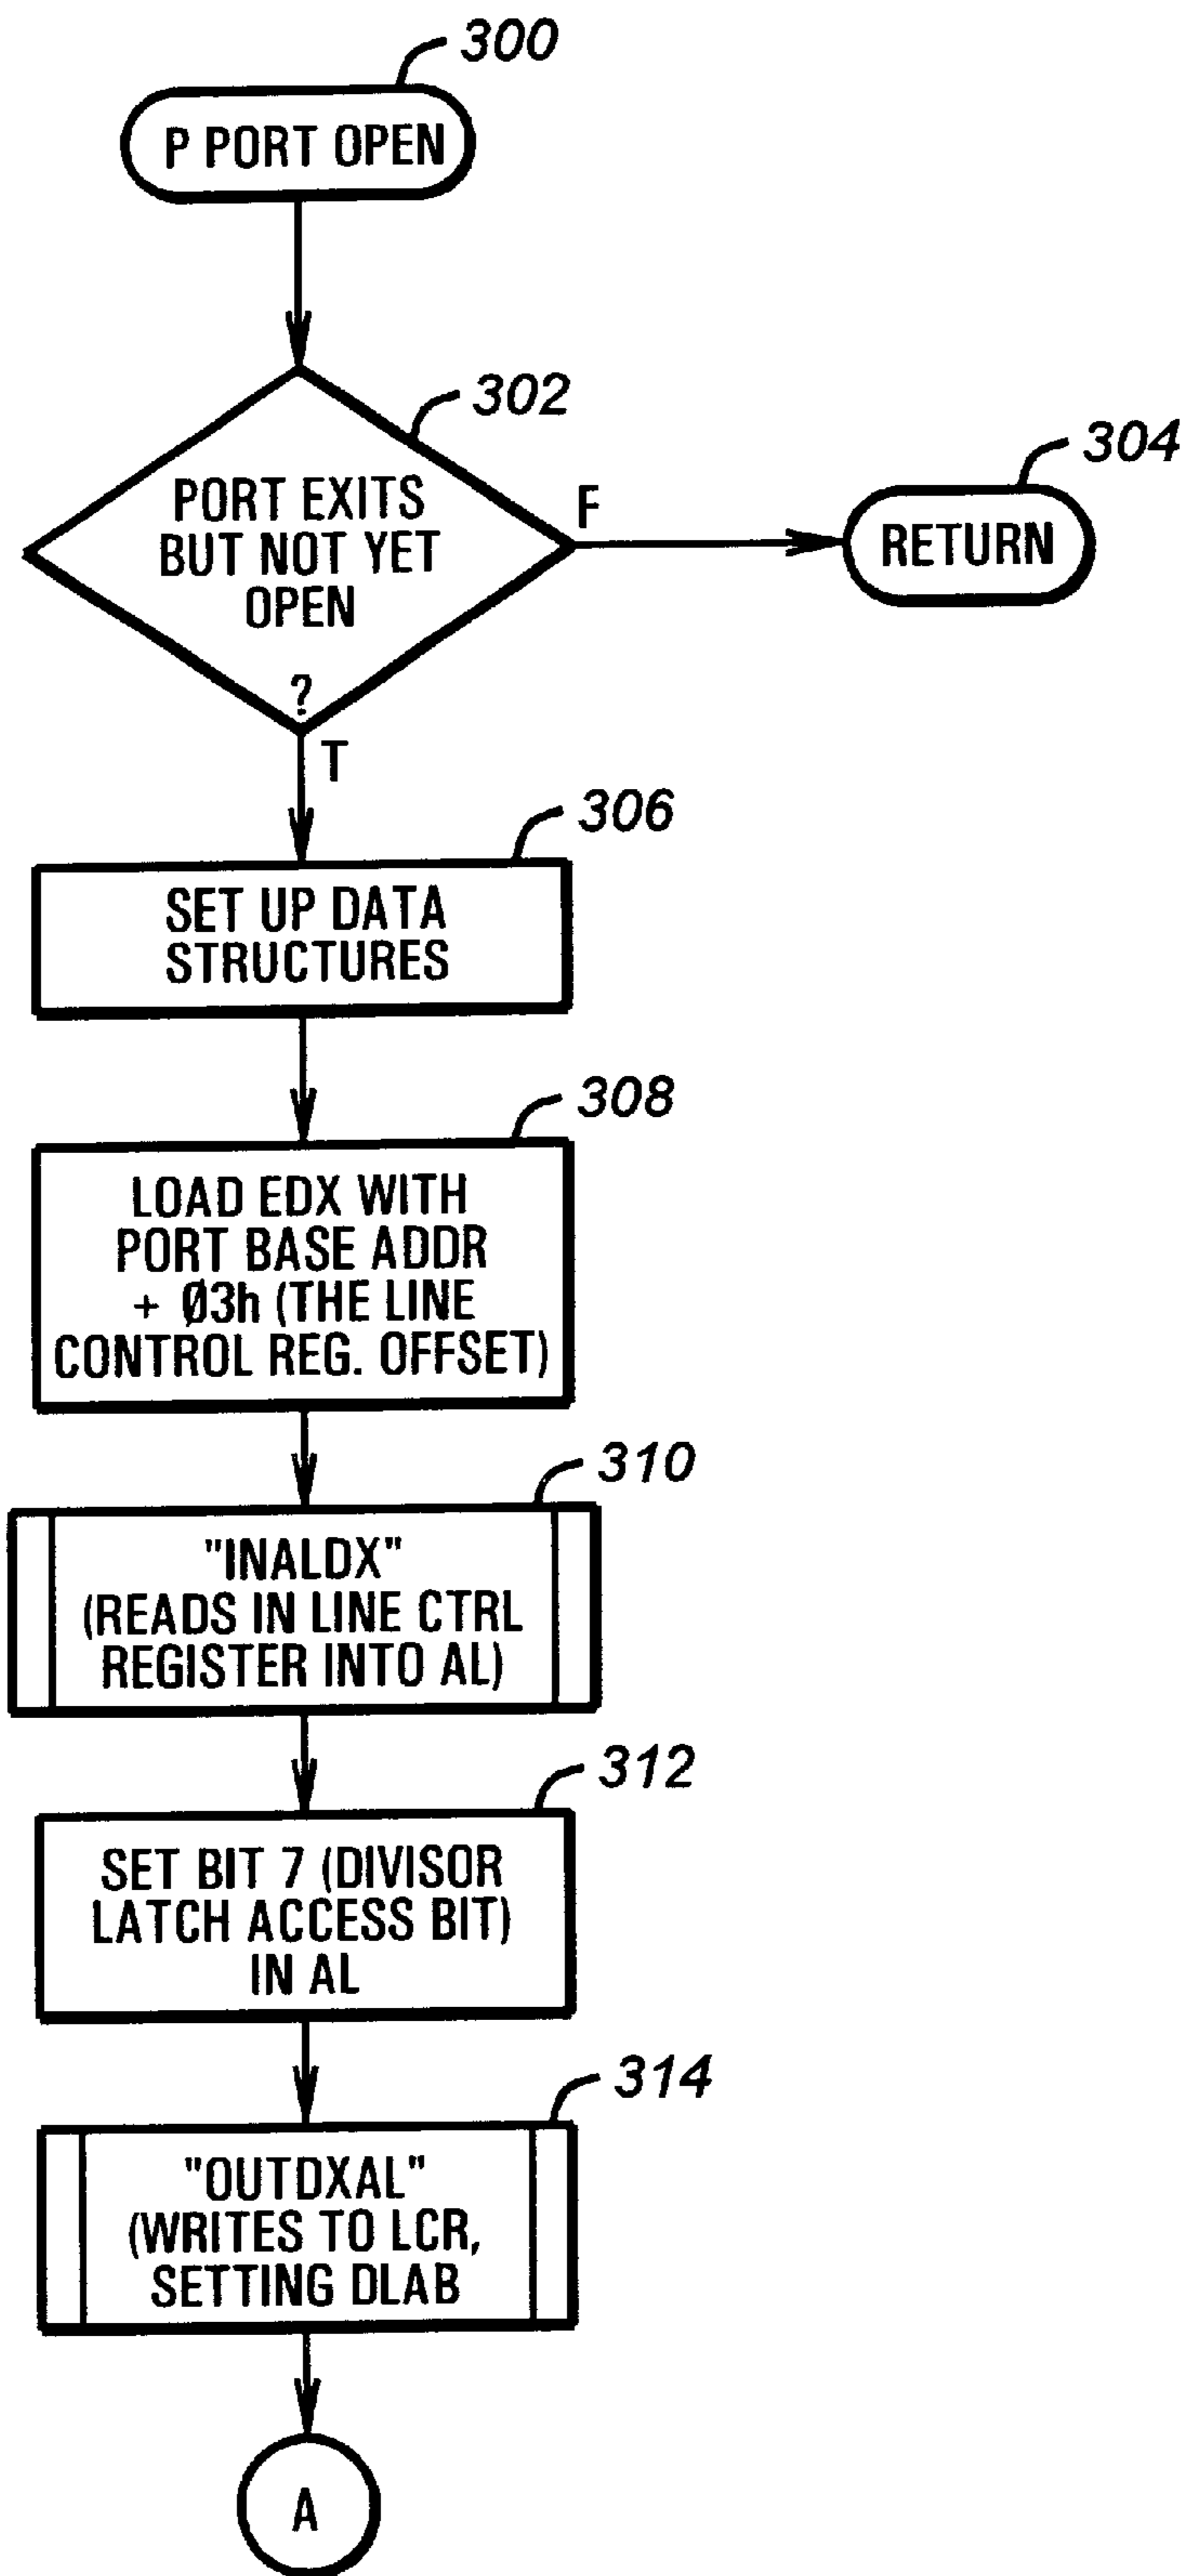 300
P PORT OPEN
302
PORT EXITS
BUT NOT YET
OPEN
?
F
304
RETURN
T
306
SET UP DATA
STRUCTURES
308
LOAD EDX WITH
PORT BASE ADDR
+ Ø3h (THE LINE
CONTROL REG. OFFSET)
310
"INALDX"
(READS IN LINE CTRL
REGISTER INTO AL)
312
SET BIT 7 (DIVISOR
LATCH ACCESS BIT)
IN AL
314
"OUTDXAL"
(WRITES TO LCR,
SETTING DLAB
A